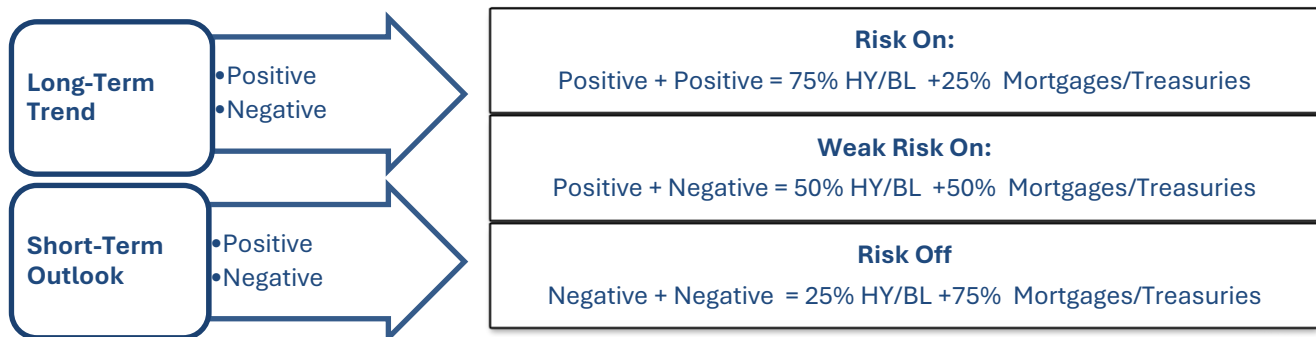 Long-Term
Trend
•Positive
•Negative
Short-Term
Outlook
•Positive
•Negative
Risk On:
Positive + Positive = 75% HY/BL +25% Mortgages/Treasuries
Weak Risk On:
Positive + Negative = 50% HY/BL +50% Mortgages/Treasuries
Risk Off
Negative + Negative = 25% HY/BL +75% Mortgages/Treasuries